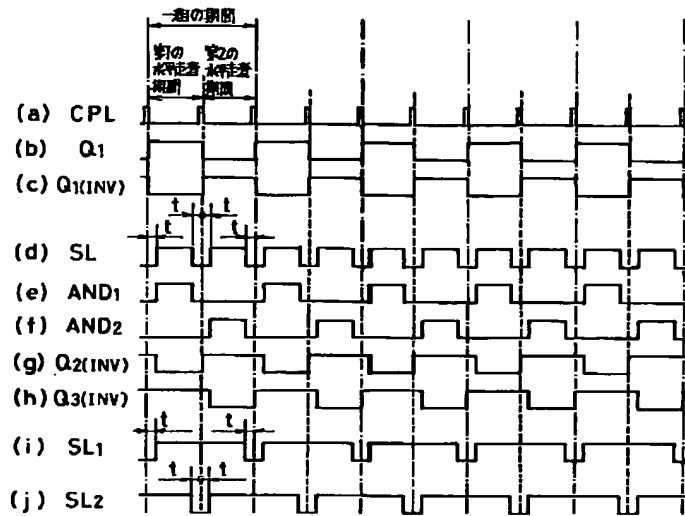 一組の期間
第1の
水平走査
期間
第2の
水平走査
期間
(a) CPL
(b) Q1
(c) Q1(INV)
t t
t t
(d) SL
(e) AND1
(f) AND2
(g) Q2(INV)
(h) Q3(INV)
t t
(i) SL1
t t
(j) SL2